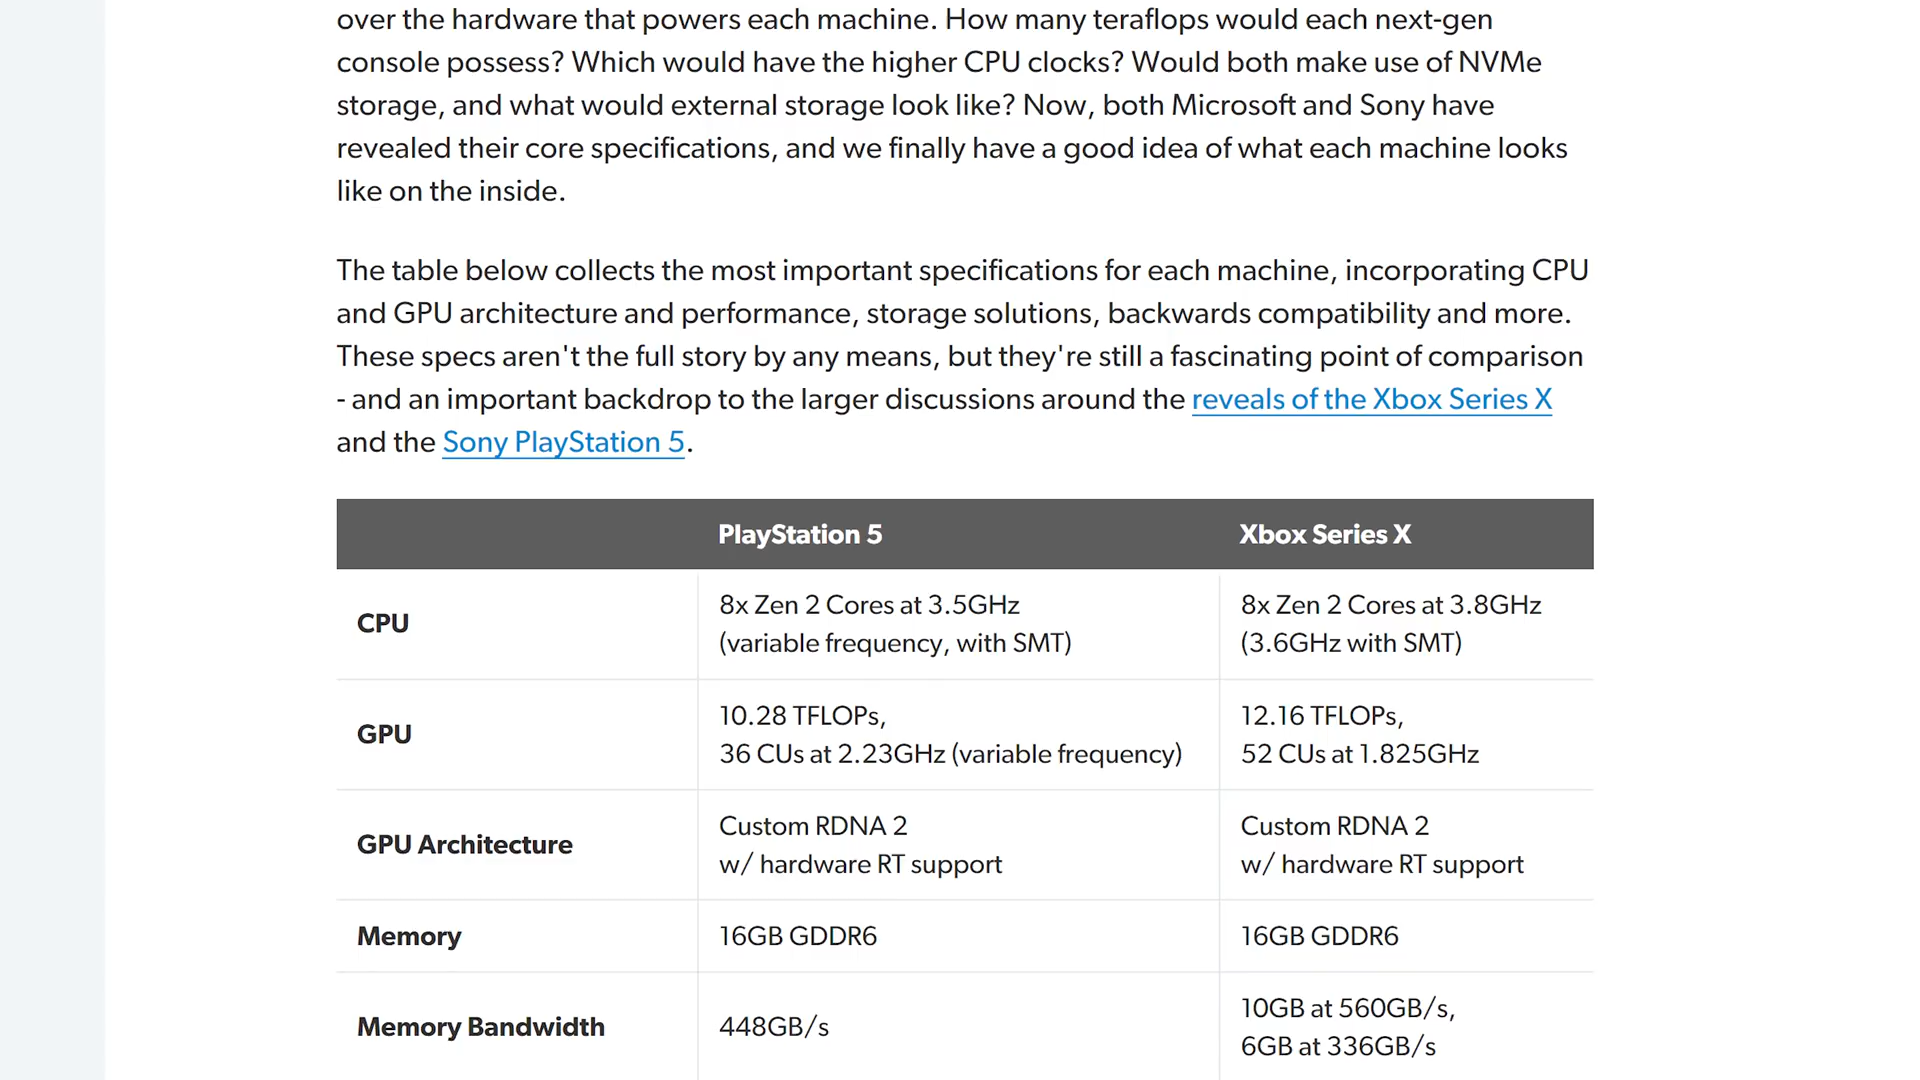 over the hardware that powers each machine. How many teraflops would each next-gen
console possess? Which would have the higher CPU clocks? Would both make use of NVMe
storage, and what would external storage look like? Now, both Microsoft and Sony have
revealed their core specifications, and we finally have a good idea of what each machine looks
like on the inside.
The table below collects the most important specifications for each machine, incorporating CPU
and GPU architecture and performance, storage solutions, backwards compatibility and more.
These specs aren't the full story by any means, but they're still a fascinating point of comparison
- and an important backdrop to the larger discussions around the reveals of the Xbox Series X
and the Sony PlayStation 5.
PlayStation 5 Xbox Series X
CPU
8x Zen 2 Cores at 3.5GHz
(variable frequency, with SMT)
8x Zen 2 Cores at 3.8GHz
(3.6GHz with SMT)
GPU
10.28 TFLOPs,
36 CUs at 2.23GHz (variable frequency)
12.16 TFLOPs,
52 CUs at 1.825GHz
GPU Architecture
Custom RDNA 2
w/ hardware RT support
Custom RDNA 2
w/ hardware RT support
Memory
16GB GDDR6
16GB GDDR6
Memory Bandwidth
448GB/s
10GB at 560GB/s,
6GB at 336GB/s